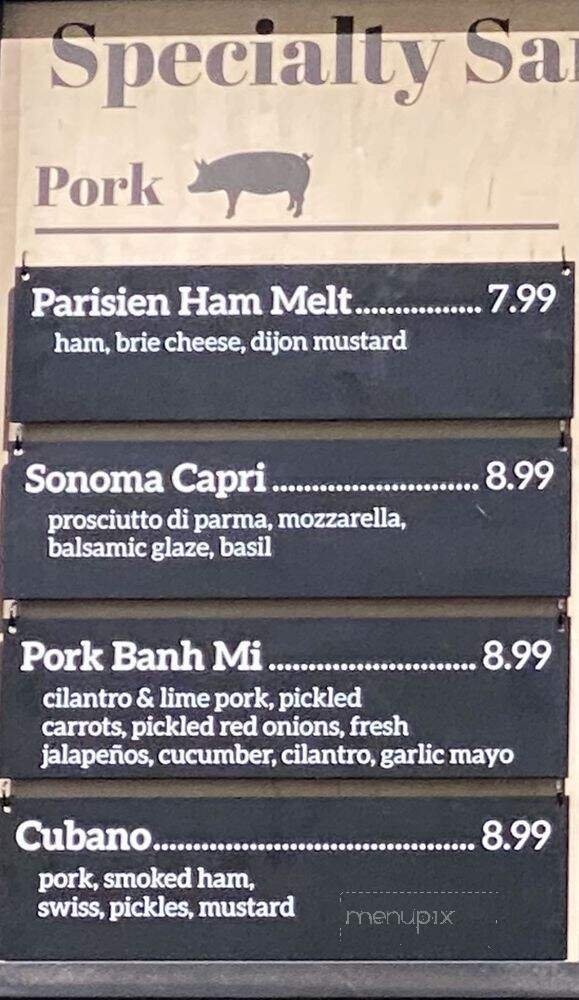 Specialty
Pork
Parisien Ham Melt................. 7.99
ham, brie cheese, dijon mustard
Sonoma Capri............................ 8.99
prosciutto di parma, mozzarella,
balsamic glaze, basil
Pork Banh Mi............................ 8.99
cilantro & lime pork, pickled
carrots, pickled red onions, fresh
jalapeños, cucumber, cilantro, garlic mayo
Cubano............................................ 8.99
pork, smoked ham,
swiss, pickles, mustard
menupix